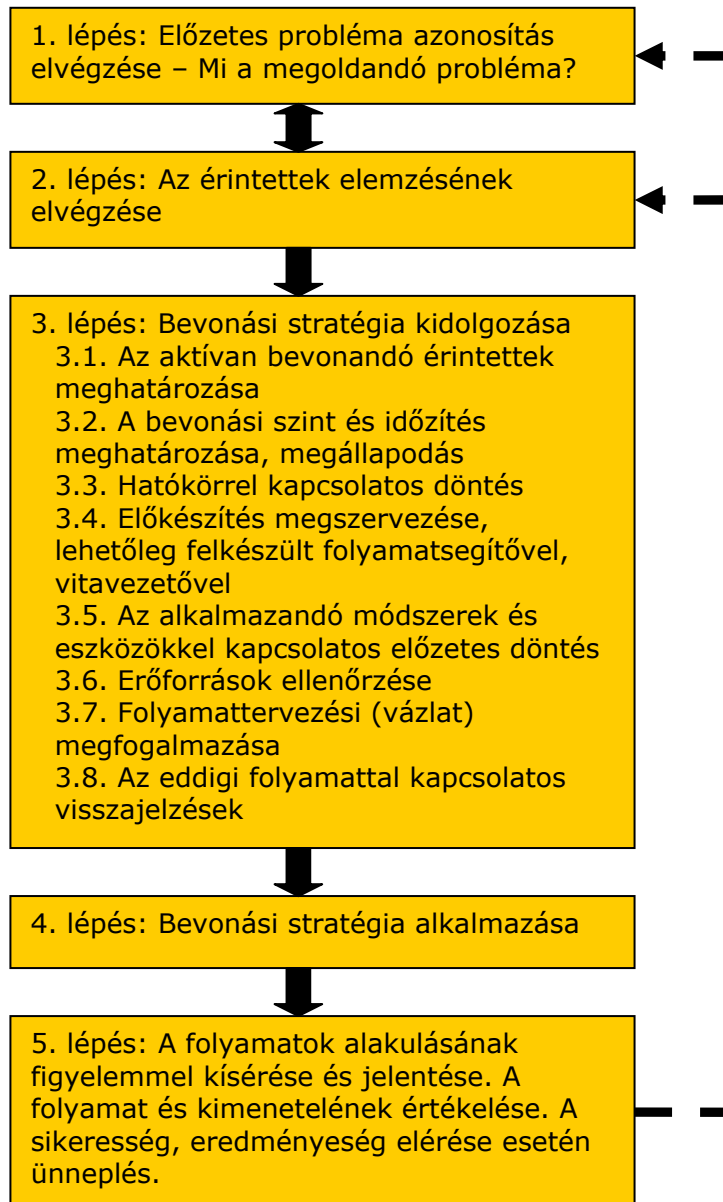 1. lépés: Előzetes probléma azonosítás
elvégzése – Mi a megoldandó probléma?
2. lépés: Az érintettek elemzésének
elvégzése
3. lépés: Bevonási stratégia kidolgozása
3.1. Az aktívan bevonandó érintettek
meghatározása
3.2. A bevonási szint és időzítés
meghatározása, megállapodás
3.3. Hatókörrel kapcsolatos döntés
3.4. Előkészítés megszervezése,
lehetőleg felkészült folyamatsegítővel,
vitavezetővel
3.5. Az alkalmazandó módszerek és
eszközökkel kapcsolatos előzetes döntés
3.6. Erőforrások ellenőrzése
3.7. Folyamattervezési (vázlat)
megfogalmazása
3.8. Az eddigi folyamattal kapcsolatos
visszajelzések
4. lépés: Bevonási stratégia alkalmazása
5. lépés: A folyamatok alakulásának
figyelemmel kísérése és jelentése. A
folyamat és kimenetelének értékelése. A
sikeresség, eredményeség elérése esetén
ünneplés.